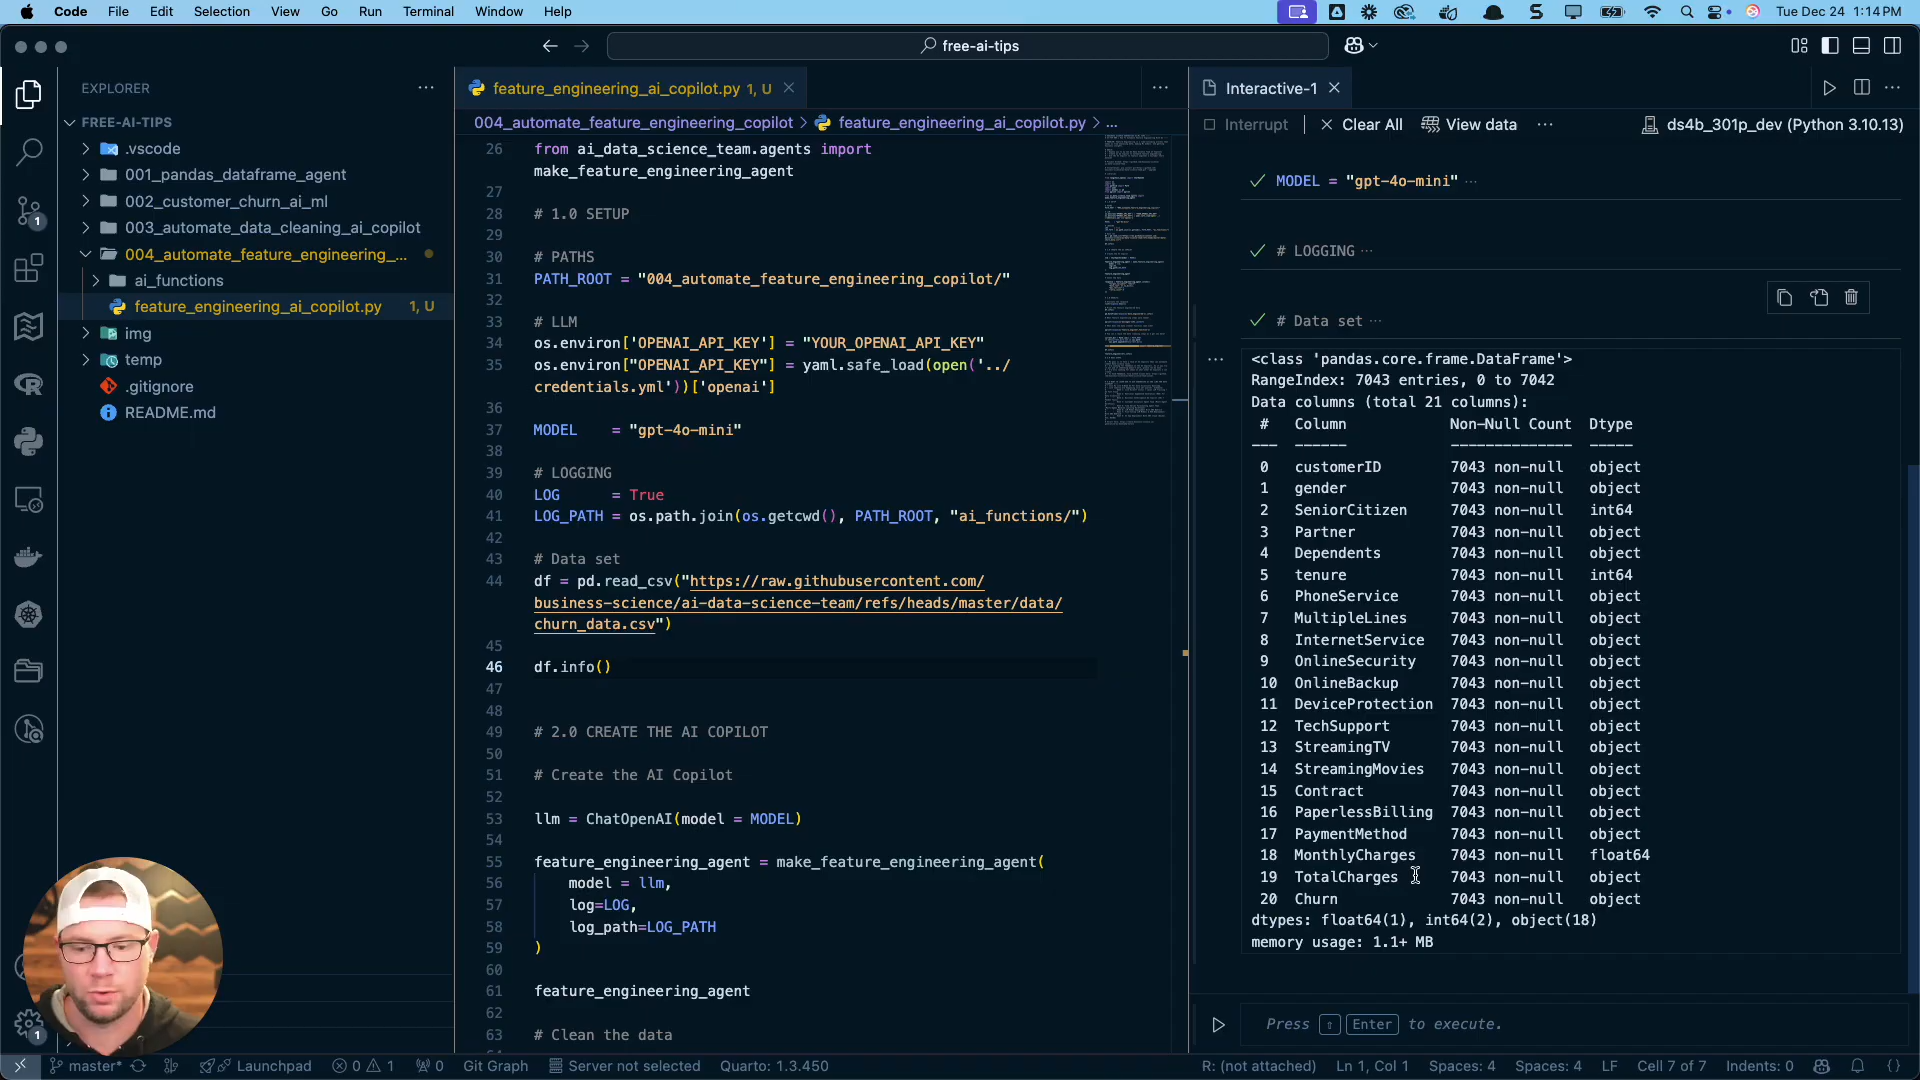 Code File Edit Selection View Go Run Terminal Window Help
Tue Dec 24 1:14 PM
free-ai-tips
EXPLORER
FREE-AI-TIPS
.vscode
001_pandas_dataframe_agent
002_customer_churn_ai_ml
003_automate_data_cleaning_ai_copilot
004_automate_feature_engineering_...
ai_functions
feature_engineering_ai_copilot.py 1, U
img
temp
.gitignore
README.md
1
1
feature_engineering_ai_copilot.py 1, U
004_automate_feature_engineering_copilot > feature_engineering_ai_copilot.py > ...
26 from ai_data_science_team.agents import
make_feature_engineering_agent
27
28 # 1.0 SETUP
29
30 # PATHS
31 PATH_ROOT = "004_automate_feature_engineering_copilot/"
32
33 # LLM
34 os.environ['OPENAI_API_KEY'] = "YOUR_OPENAI_API_KEY"
35 os.environ["OPENAI_API_KEY"] = yaml.safe_load(open('../
credentials.yml'))['openai']
36
37 MODEL = "gpt-4o-mini"
38
39 # LOGGING
40 LOG = True
41 LOG_PATH = os.path.join(os.getcwd(), PATH_ROOT, "ai_functions/")
42
43 # Data set
44 df = pd.read_csv("https://raw.githubusercontent.com/
business-science/ai-data-science-team/refs/heads/master/data/
churn_data.csv")
45
46 df.info()
47
48
49 # 2.0 CREATE THE AI COPILOT
50
51 # Create the AI Copilot
52
53 llm = ChatOpenAI(model = MODEL)
54
55 feature_engineering_agent = make_feature_engineering_agent(
56 model = llm,
57 log=LOG,
58 log_path=LOG_PATH
59 )
60
61 feature_engineering_agent
62
63 # Clean the data
Interactive-1
Interrupt | Clear All View data ... ds4b_301p_dev (Python 3.10.13)
MODEL = "gpt-4o-mini" ...
# LOGGING ...
# Data set ...
<class 'pandas.core.frame.DataFrame'>
RangeIndex: 7043 entries, 0 to 7042
Data columns (total 21 columns):
# Column Non-Null Count Dtype
--- ------ -------------- -----
0 customerID 7043 non-null object
1 gender 7043 non-null object
2 SeniorCitizen 7043 non-null int64
3 Partner 7043 non-null object
4 Dependents 7043 non-null object
5 tenure 7043 non-null int64
6 PhoneService 7043 non-null object
7 MultipleLines 7043 non-null object
8 InternetService 7043 non-null object
9 OnlineSecurity 7043 non-null object
10 OnlineBackup 7043 non-null object
11 DeviceProtection 7043 non-null object
12 TechSupport 7043 non-null object
13 StreamingTV 7043 non-null object
14 StreamingMovies 7043 non-null object
15 Contract 7043 non-null object
16 PaperlessBilling 7043 non-null object
17 PaymentMethod 7043 non-null object
18 MonthlyCharges 7043 non-null float64
19 TotalCharges 7043 non-null object
20 Churn 7043 non-null object
dtypes: float64(1), int64(2), object(18)
memory usage: 1.1+ MB
Press ⇧ Enter to execute.
master* Launchpad 0 1 0 Git Graph Server not selected Quarto: 1.3.450
R: (not attached) Ln 1, Col 1 Spaces: 4 Spaces: 4 LF Cell 7 of 7 Indents: 0